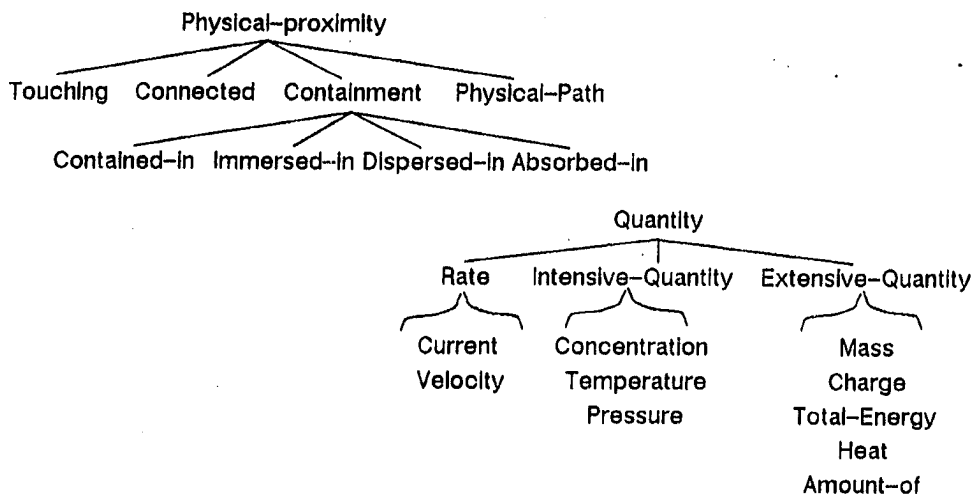 Physical-proximity
Touching Connected Containment Physical-Path
Contained-in Immersed-in Dispersed-in Absorbed-in
Quantity
Rate Intensive-Quantity Extensive-Quantity
Current Concentration Mass
Velocity Temperature Charge
Pressure Total-Energy
Heat
Amount-of